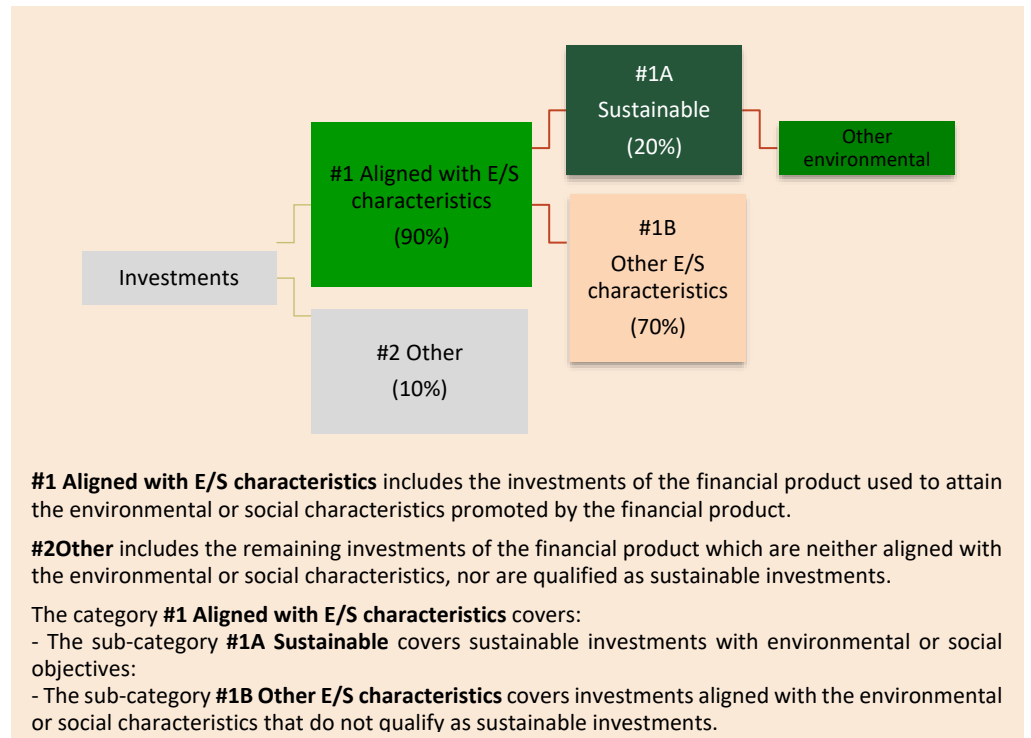 #1A
Sustainable
(20%)
Other
environmental
#1 Aligned with E/S
characteristics
(90%)
#1B
Other E/S
characteristics
(70%)
Investments
#2 Other
(10%)
#1 Aligned with E/S characteristics includes the investments of the financial product used to attain
the environmental or social characteristics promoted by the financial product.
#2Other includes the remaining investments of the financial product which are neither aligned with
the environmental or social characteristics, nor are qualified as sustainable investments.
The category #1 Aligned with E/S characteristics covers:
- The sub-category #1A Sustainable covers sustainable investments with environmental or social
objectives:
- The sub-category #1B Other E/S characteristics covers investments aligned with the environmental
or social characteristics that do not qualify as sustainable investments.